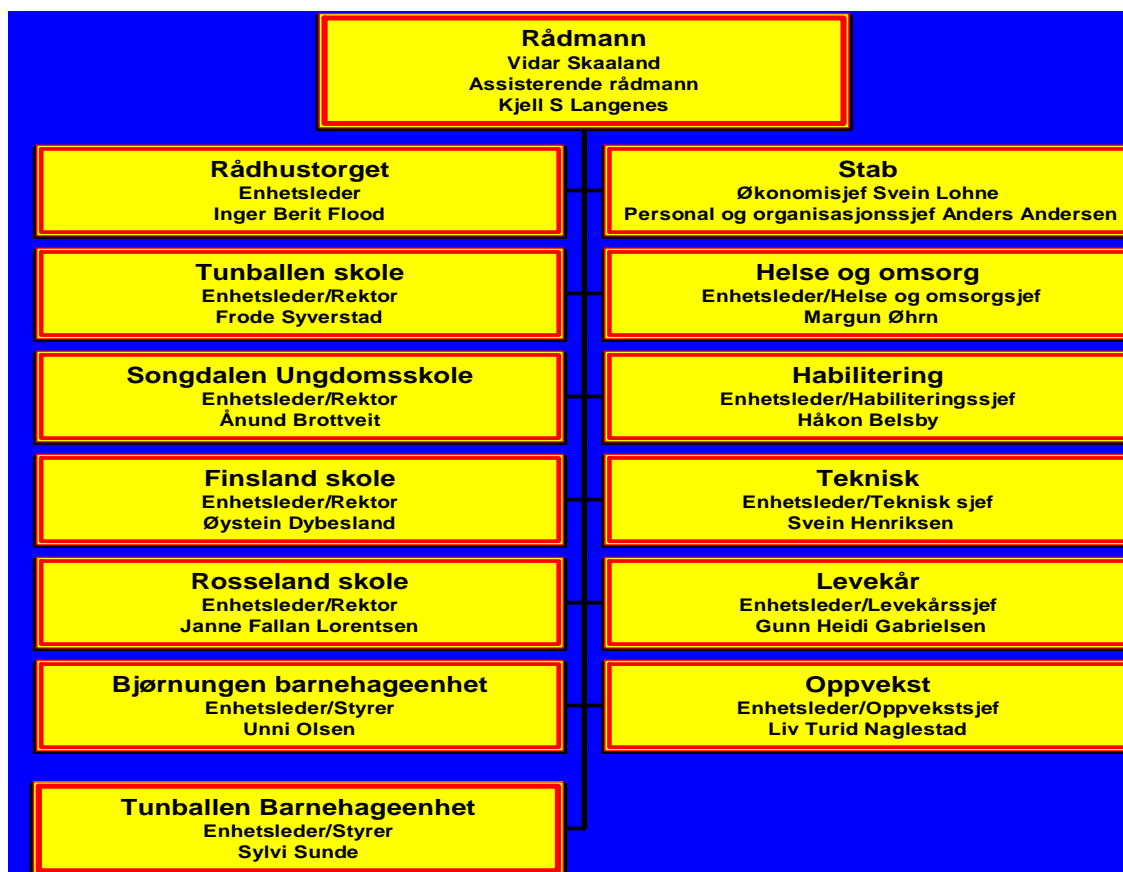 Rådmann
Vidar Skaaland
Assisterende rådmann
Kjell S Langenes
Rådhustorget
Enhetsleder
Inger Berit Flood
Stab
Økonomisjef Svein Lohne
Personal og organisasjonssjef Anders Andersen
Tunballen skole
Enhetsleder/Rektor
Frode Syverstad
Helse og omsorg
Enhetsleder/Helse og omsorgsjef
Margun Øhrn
Songdalen Ungdomsskole
Enhetsleder/Rektor
Ånund Brottveit
Habilitering
Enhetsleder/Habiliteringssjef
Håkon Belsby
Finsland skole
Enhetsleder/Rektor
Øystein Dybesland
Teknisk
Enhetsleder/Teknisk sjef
Svein Henriksen
Rosseland skole
Enhetsleder/Rektor
Janne Fallan Lorentsen
Levekår
Enhetsleder/Levekårssjef
Gunn Heidi Gabrielsen
Bjørnungen barnehageenhet
Enhetsleder/Styrer
Unni Olsen
Oppvekst
Enhetsleder/Oppvekstsjef
Liv Turid Naglestad
Tunballen Barnehageenhet
Enhetsleder/Styrer
Sylvi Sunde